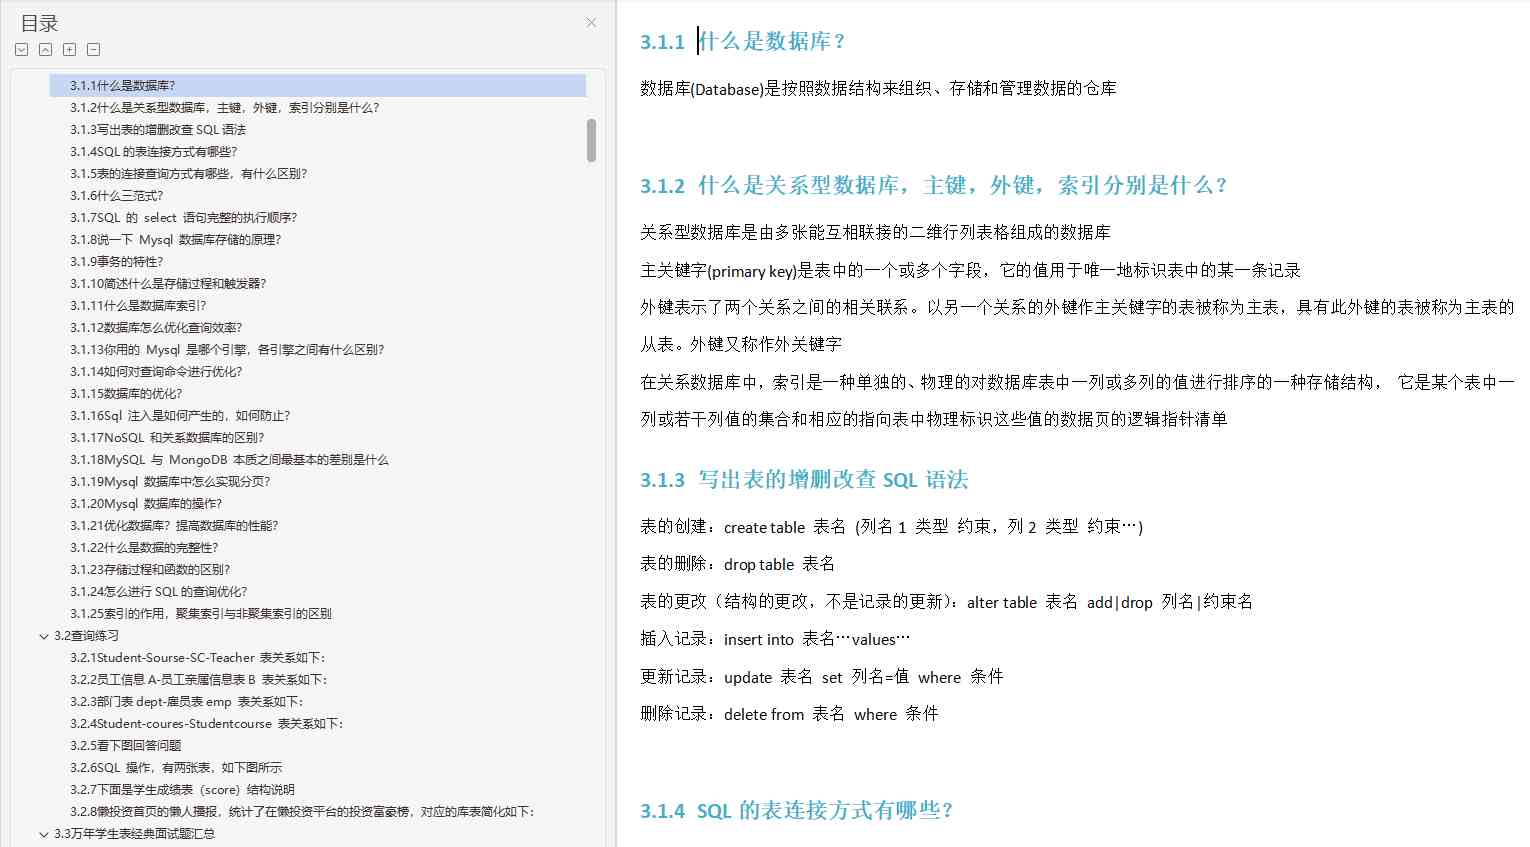 目录
3.1.1什么是数据库？
3.1.2什么是关系型数据库，主键，外键，索引分别是什么？
3.1.3写出表的增删改查 SQL 语法
3.1.4SQL 的表连接方式有哪些？
3.1.5表的连接查询方式有哪些，有什么区别？
3.1.6什么三范式？
3.1.7SQL 的 select 语句完整的执行顺序？
3.1.8说一下 Mysql 数据库存储的原理？
3.1.9事务的特性？
3.1.10简述什么是存储过程和触发器？
3.1.11什么是数据库索引？
3.1.12数据库怎么优化查询效率？
3.1.13你用的 Mysql 是哪个引擎，各引擎之间有什么区别？
3.1.14如何对查询命令进行优化？
3.1.15数据库的优化？
3.1.16Sql 注入是如何产生的，如何防止？
3.1.17NoSQL 和关系数据库的区别？
3.1.18MySQL 与 MongoDB 本质之间最基本的差别是什么
3.1.19Mysql 数据库中怎么实现分页？
3.1.20Mysql 数据库的操作？
3.1.21优化数据库？提高数据库的性能？
3.1.22什么是数据的完整性？
3.1.23存储过程和函数的区别？
3.1.24怎么进行 SQL 的查询优化？
3.1.25索引的作用，聚集索引与非聚集索引的区别
3.2查询练习
3.2.1Student-Sourse-SC-Teacher 表关系如下：
3.2.2员工信息 A-员工亲属信息表 B 表关系如下：
3.2.3部门表 dept-雇员表 emp 表关系如下：
3.2.4Student-coures-Studentcourse 表关系如下：
3.2.5看下图回答问题
3.2.6SQL 操作，有两张表，如下图所示
3.2.7下面是学生成绩表（score）结构说明
3.2.8懒投资首页的懒人播报，统计了在懒投资平台的投资富豪榜，对应的库表简化如下：
3.3万年学生表经典面试题汇总
3.1.1 什么是数据库？
数据库(Database)是按照数据结构来组织、存储和管理数据的仓库
3.1.2 什么是关系型数据库，主键，外键，索引分别是什么？
关系型数据库是由多张能互相联接的二维行列表格组成的数据库
主关键字(primary key)是表中的一个或多个字段，它的值用于唯一地标识表中的某一条记录
外键表示了两个关系之间的相关联系。以另一个关系的外键作主关键字的表被称为主表，具有此外键的表被称为主表的
从表。外键又称作外关键字
在关系数据库中，索引是一种单独的、物理的对数据库表中一列或多列的值进行排序的一种存储结构， 它是某个表中一
列或若干列值的集合和相应的指向表中物理标识这些值的数据页的逻辑指针清单
3.1.3 写出表的增删改查 SQL 语法
表的创建：create table 表名 (列名 1 类型 约束，列 2 类型 约束…)
表的删除：drop table 表名
表的更改（结构的更改，不是记录的更新）：alter table 表名 add|drop 列名|约束名
插入记录：insert into 表名…values…
更新记录：update 表名 set 列名=值 where 条件
删除记录：delete from 表名 where 条件
3.1.4 SQL 的表连接方式有哪些？